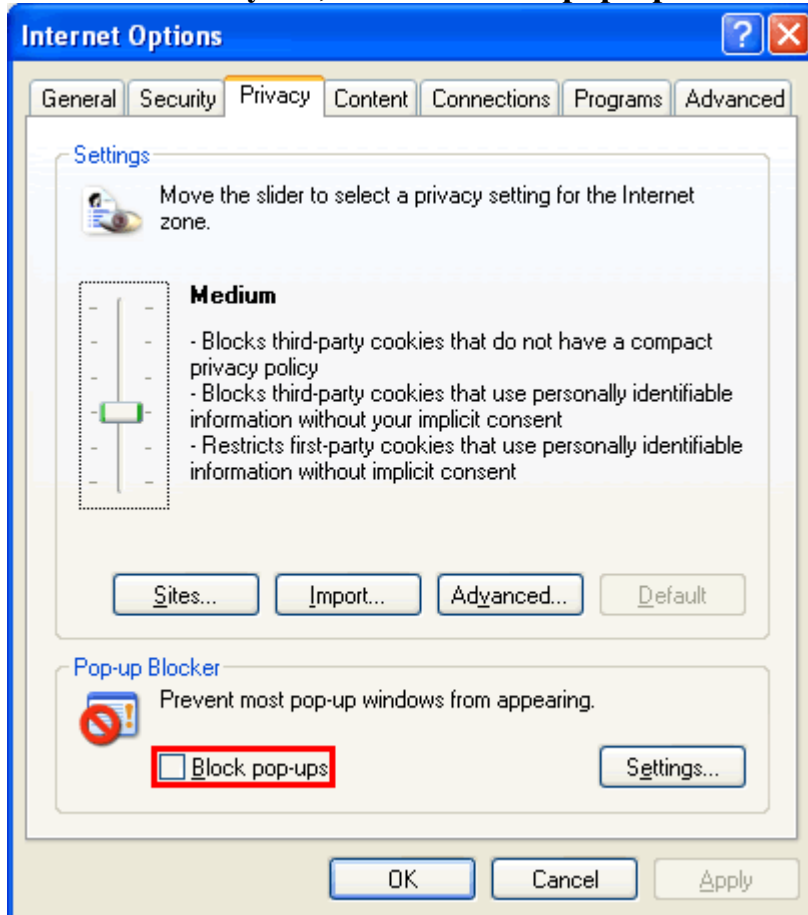 Internet Options
General Security Privacy Content Connections Programs Advanced
Settings
Move the slider to select a privacy setting for the Internet
zone.
Medium
- Blocks third-party cookies that do not have a compact
privacy policy
- Blocks third-party cookies that use personally identifiable
information without your implicit consent
- Restricts first-party cookies that use personally identifiable
information without implicit consent
Sites... Import... Advanced... Default
Pop-up Blocker
Prevent most pop-up windows from appearing.
Block pop-ups Settings...
OK Cancel Apply